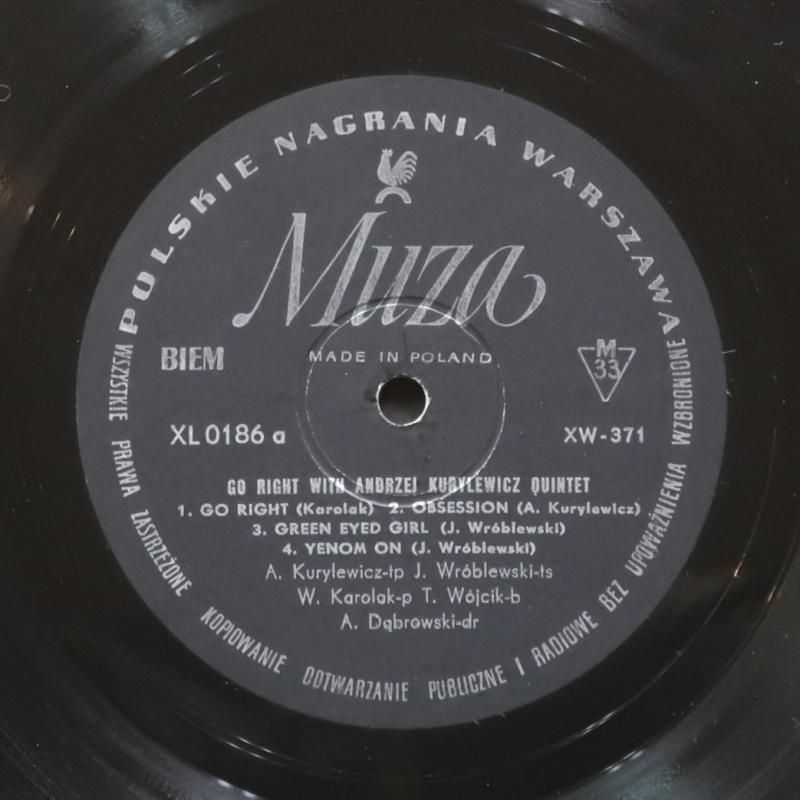 POLSKIE NAGRANIA WARSZAWA
Muza
BIEM
MADE IN POLAND
M
33
XL 0186 a
XW-371
GO RIGHT WITH ANDRZEJ KURYLEWICZ QUINTET
1. GO RIGHT (Karolak) 2. OBSESSION (A. Kurylewicz)
3. GREEN EYED GIRL (J. Wróblewski)
4. YENOM ON (J. Wróblewski)
A. Kurylewicz-tp J. Wróblewski-ts
W. Karolak-p T. Wójcik-b
A. Dąbrowski-dr
WSZYSTKIE PRAWA ZASTRZEŻONE KOPIOWANIE ODTWARZANIE PUBLICZNE I RADIOWE BEZ UPOWAŻNIENIA WZBRONIONE